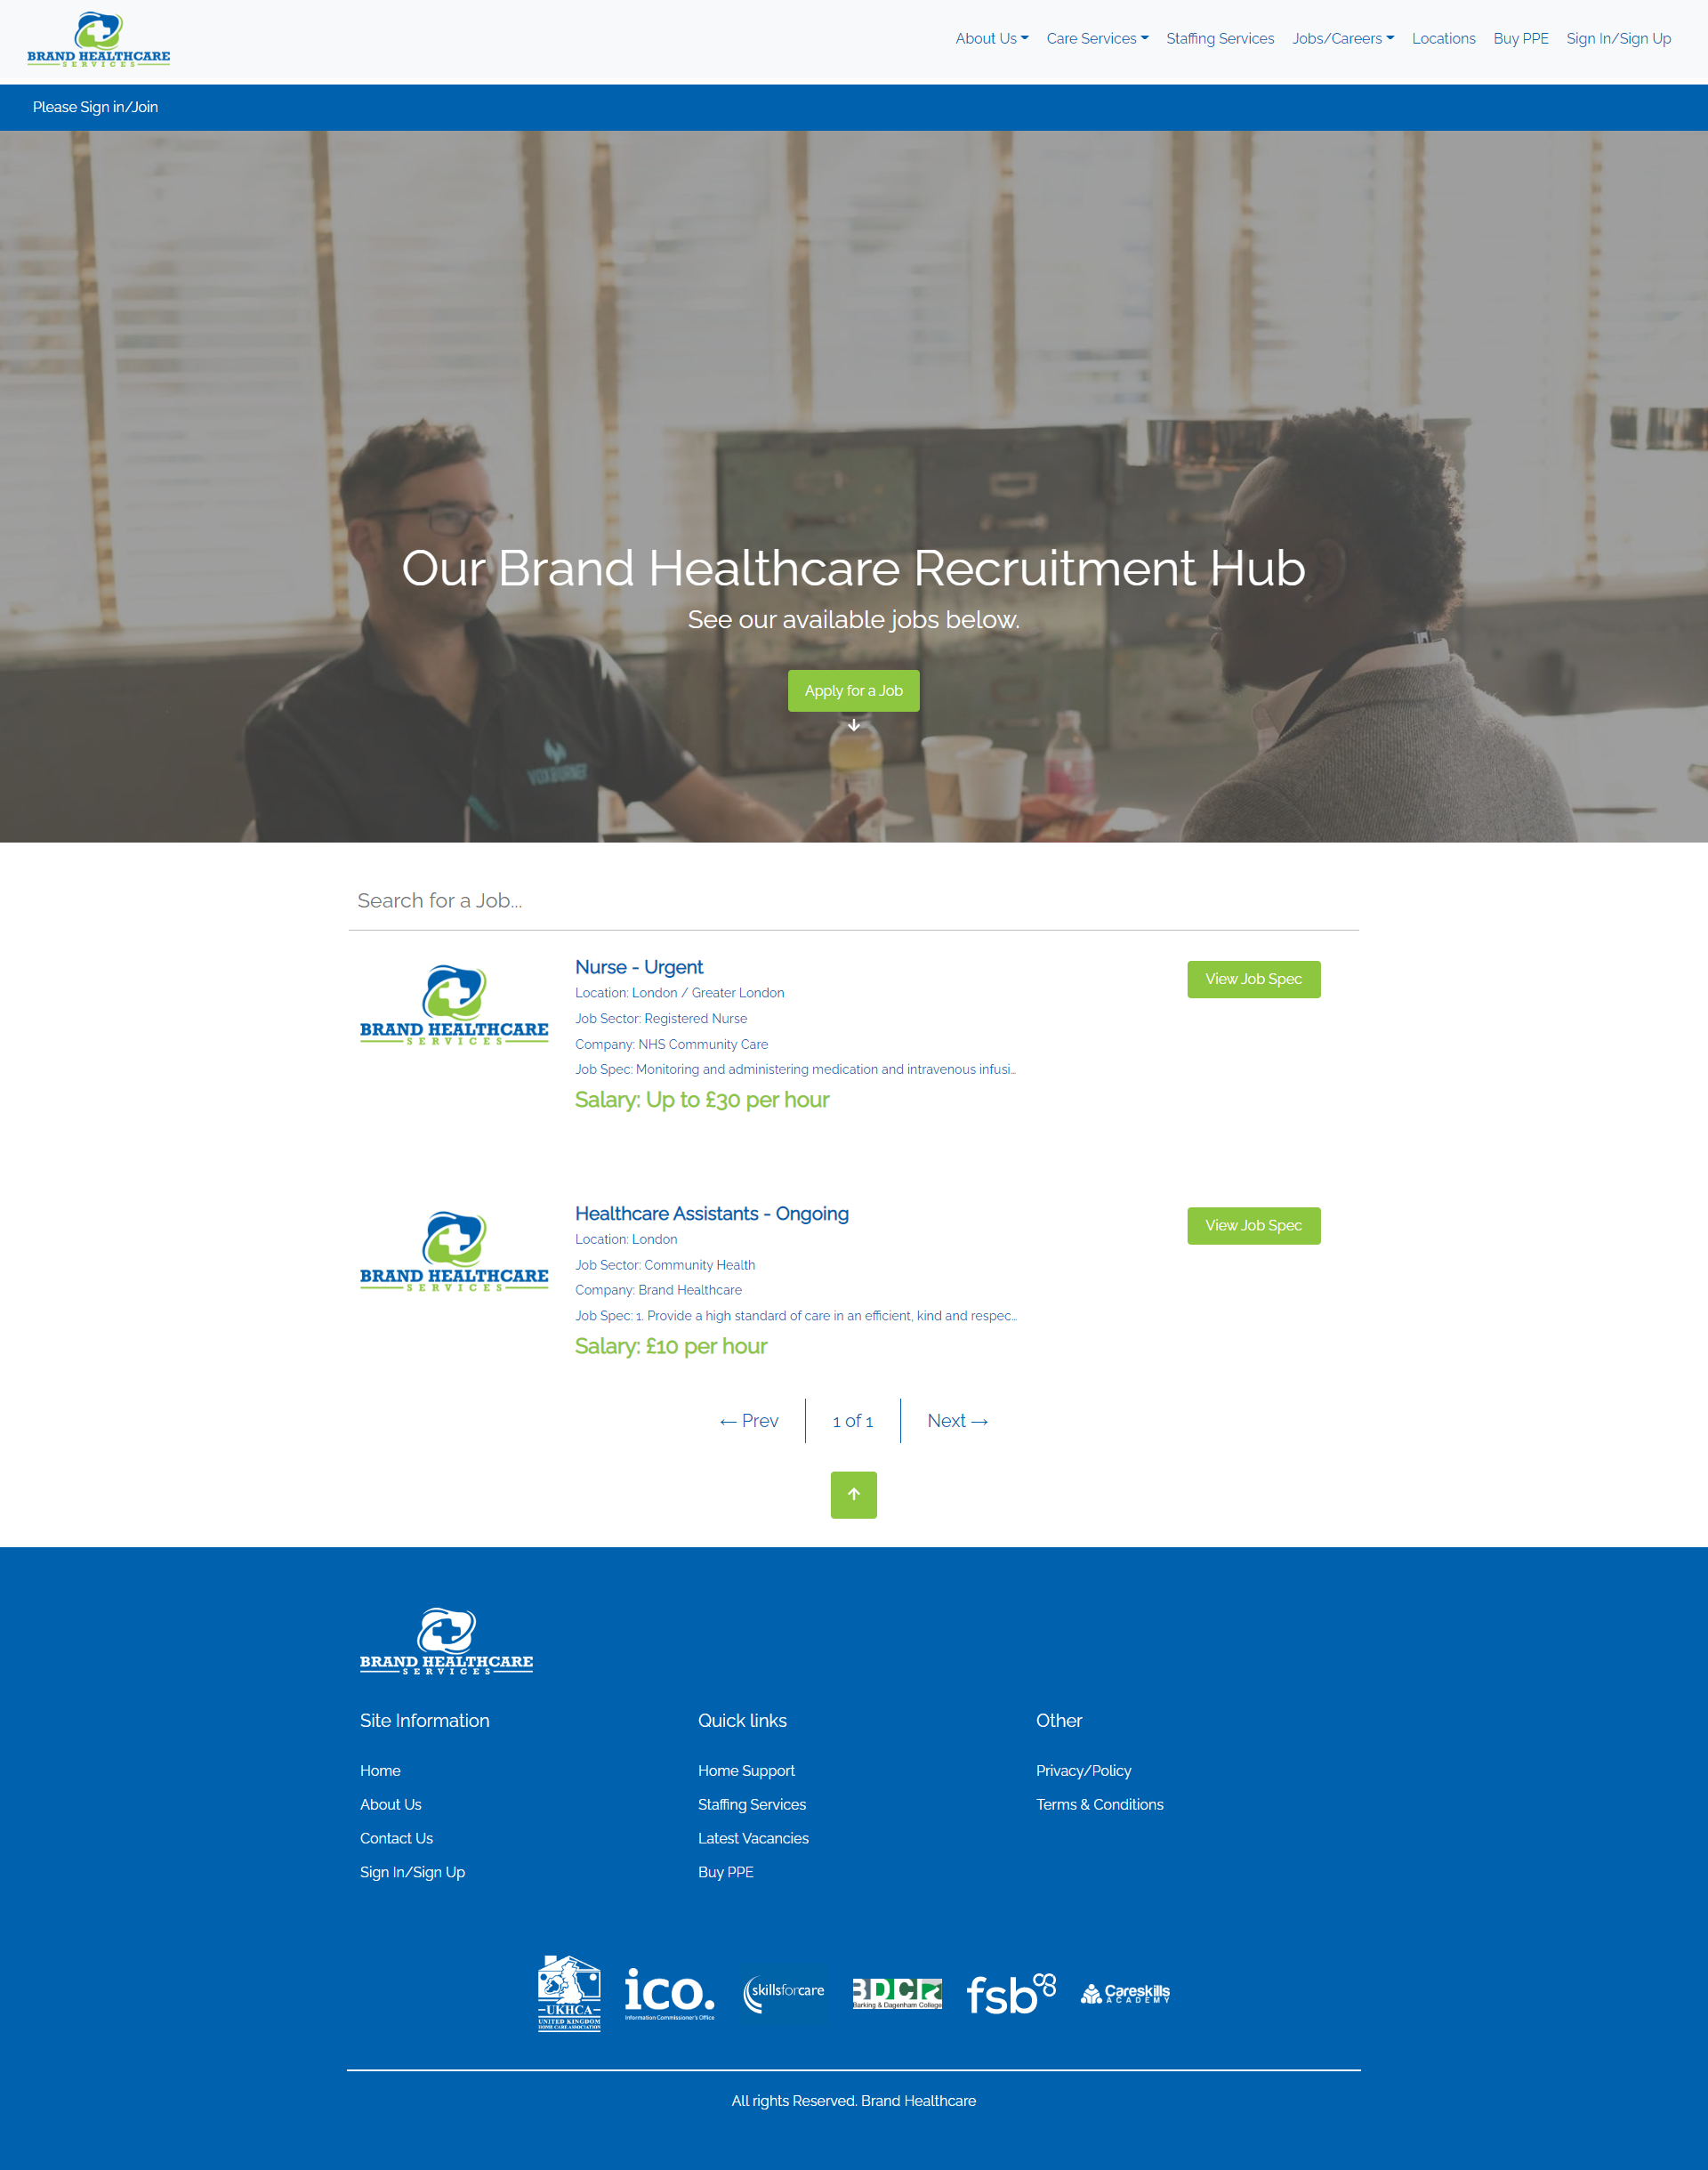 BRAND HEALTHCARE
SERVICES
About Us
Care Services
Staffing Services
Jobs/Careers
Locations
Buy PPE
Sign In/Sign Up
Please Sign in/Join
Our Brand Healthcare Recruitment Hub
See our available jobs below.
Apply for a Job
VOXBURNER
Search for a Job...
BRAND HEALTHCARE
SERVICES
Nurse - Urgent
Location: London / Greater London
Job Sector: Registered Nurse
Company: NHS Community Care
Job Spec: Monitoring and administering medication and intravenous infusi...
Salary: Up to £30 per hour
View Job Spec
BRAND HEALTHCARE
SERVICES
Healthcare Assistants - Ongoing
Location: London
Job Sector: Community Health
Company: Brand Healthcare
Job Spec: 1. Provide a high standard of care in an efficient, kind and respec...
Salary: £10 per hour
View Job Spec
← Prev
1 of 1
Next →
BRAND HEALTHCARE
SERVICES
Site Information
Home
About Us
Contact Us
Sign In/Sign Up
Quick links
Home Support
Staffing Services
Latest Vacancies
Buy PPE
Other
Privacy/Policy
Terms & Conditions
UKHCA
UNITED KINGDOM
HOME CARE ASSOCIATION
ico.
Information Commissioner's Office
skillsforcare
BDC
Barking & Dagenham College
fsb
Careskills
ACADEMY
All rights Reserved. Brand Healthcare